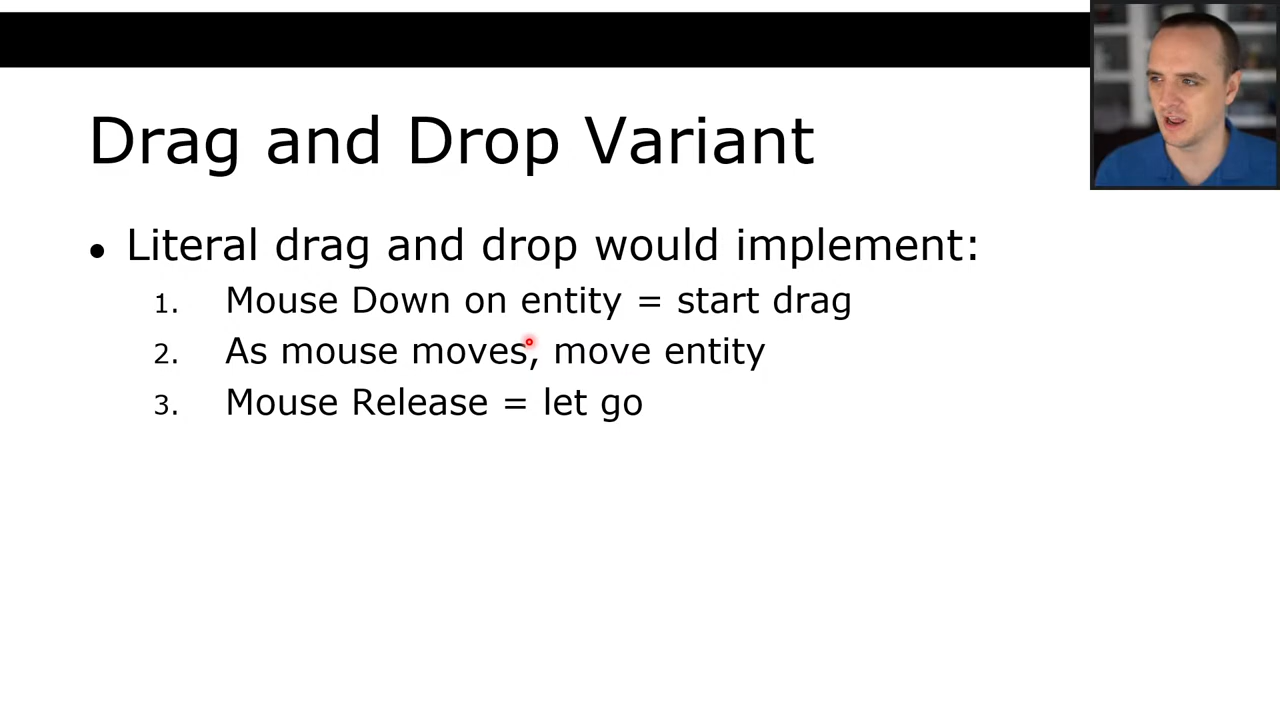 Drag and Drop Variant
• Literal drag and drop would implement:
1. Mouse Down on entity = start drag
2. As mouse moves, move entity
3. Mouse Release = let go